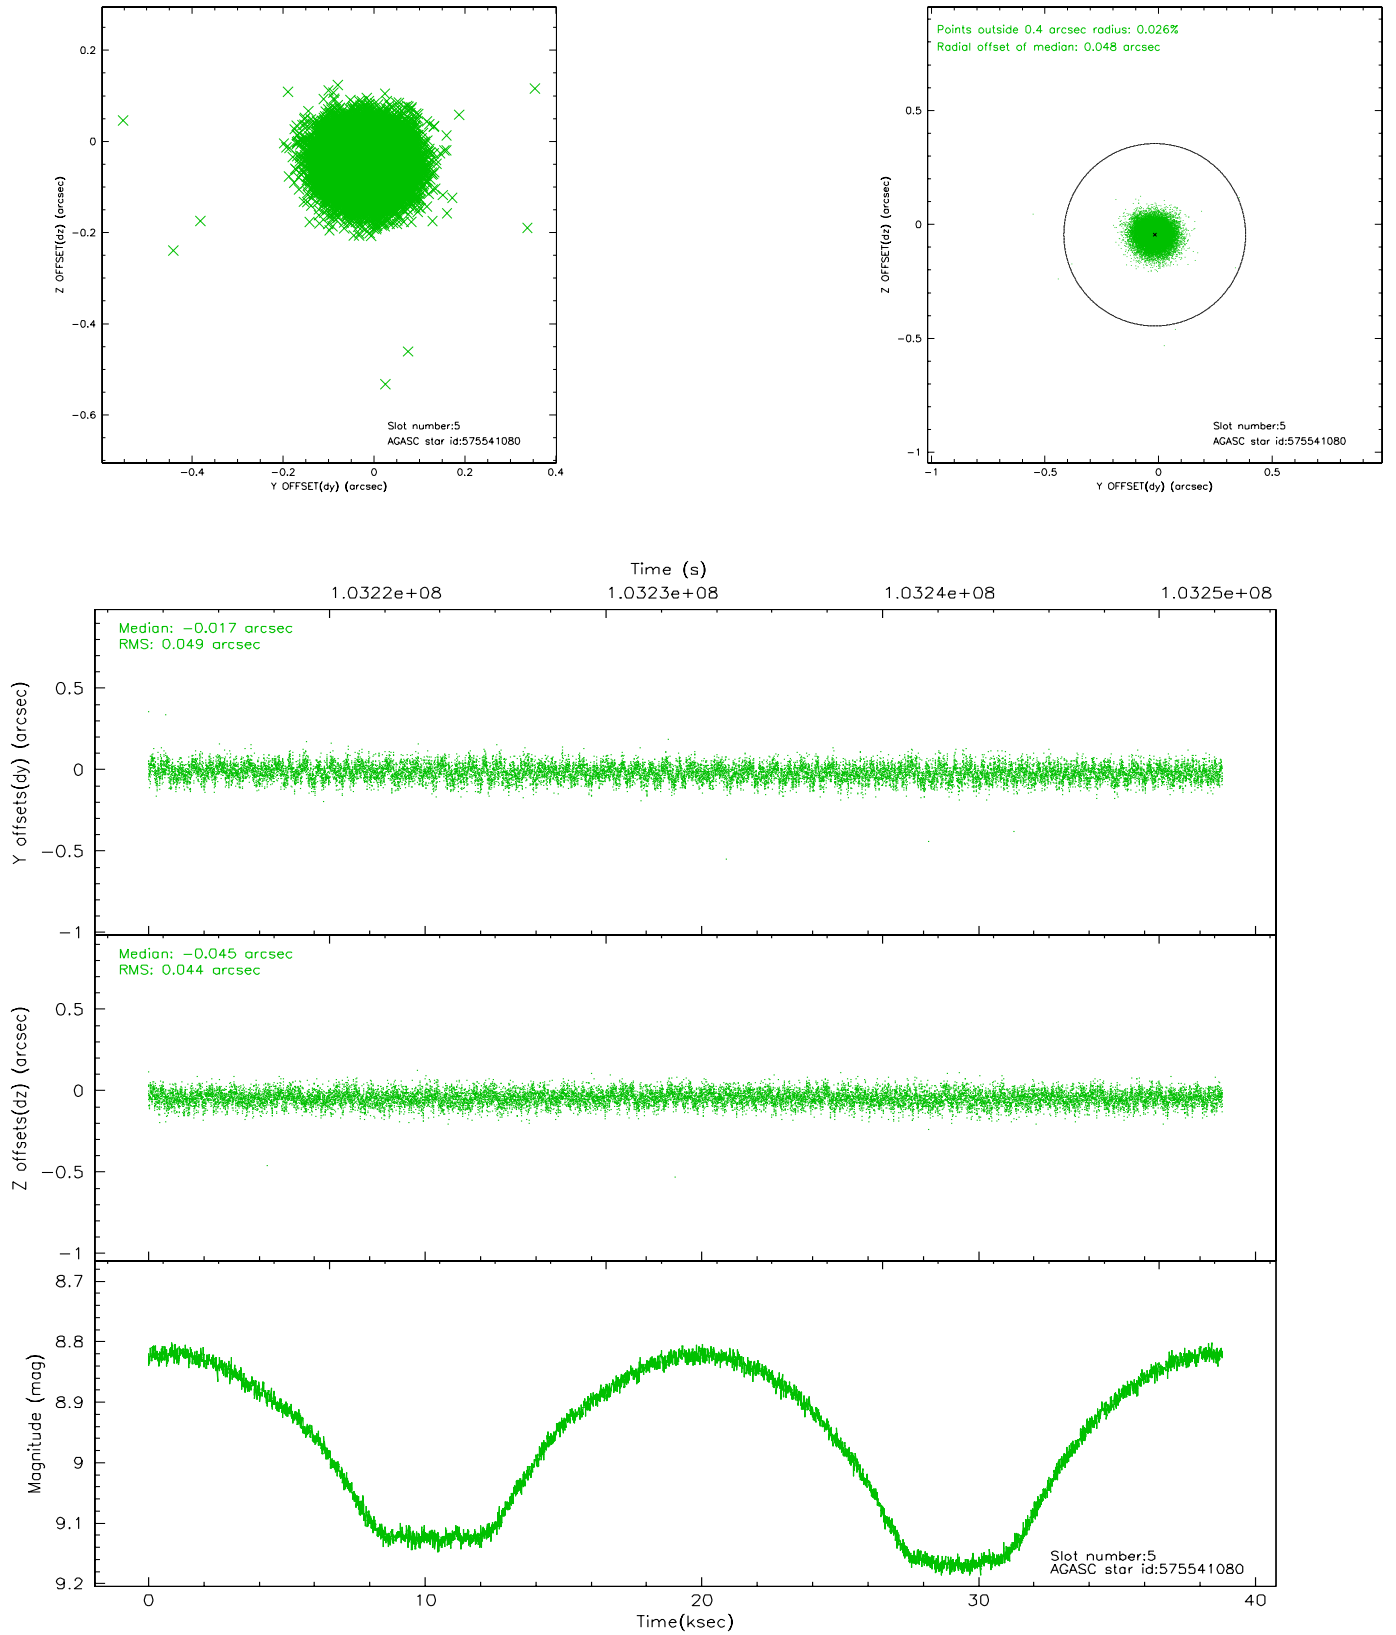 0.2
0
−0.2
−0.4
−0.6
Z OFFSET(dz) (arcsec)
Slot number:5
AGASC star id:575541080
−0.4
−0.2
0
0.2
0.4
Y OFFSET(dy) (arcsec)
Points outside 0.4 arcsec radius: 0.026%
Radial offset of median: 0.048 arcsec
0.5
0
−0.5
−1
Z OFFSET(dz) (arcsec)
Slot number:5
AGASC star id:575541080
−1
−0.5
0
0.5
Y OFFSET(dy) (arcsec)
Time (s)
1.0322e+08
1.0323e+08
1.0324e+08
1.0325e+08
Median: −0.017 arcsec
RMS: 0.049 arcsec
0.5
0
−0.5
−1
Y offsets(dy) (arcsec)
Median: −0.045 arcsec
RMS: 0.044 arcsec
0.5
0
−0.5
−1
Z offsets(dz) (arcsec)
8.7
8.8
8.9
9
9.1
9.2
Magnitude (mag)
Slot number:5
AGASC star id:575541080
0
10
20
30
40
Time(ksec)